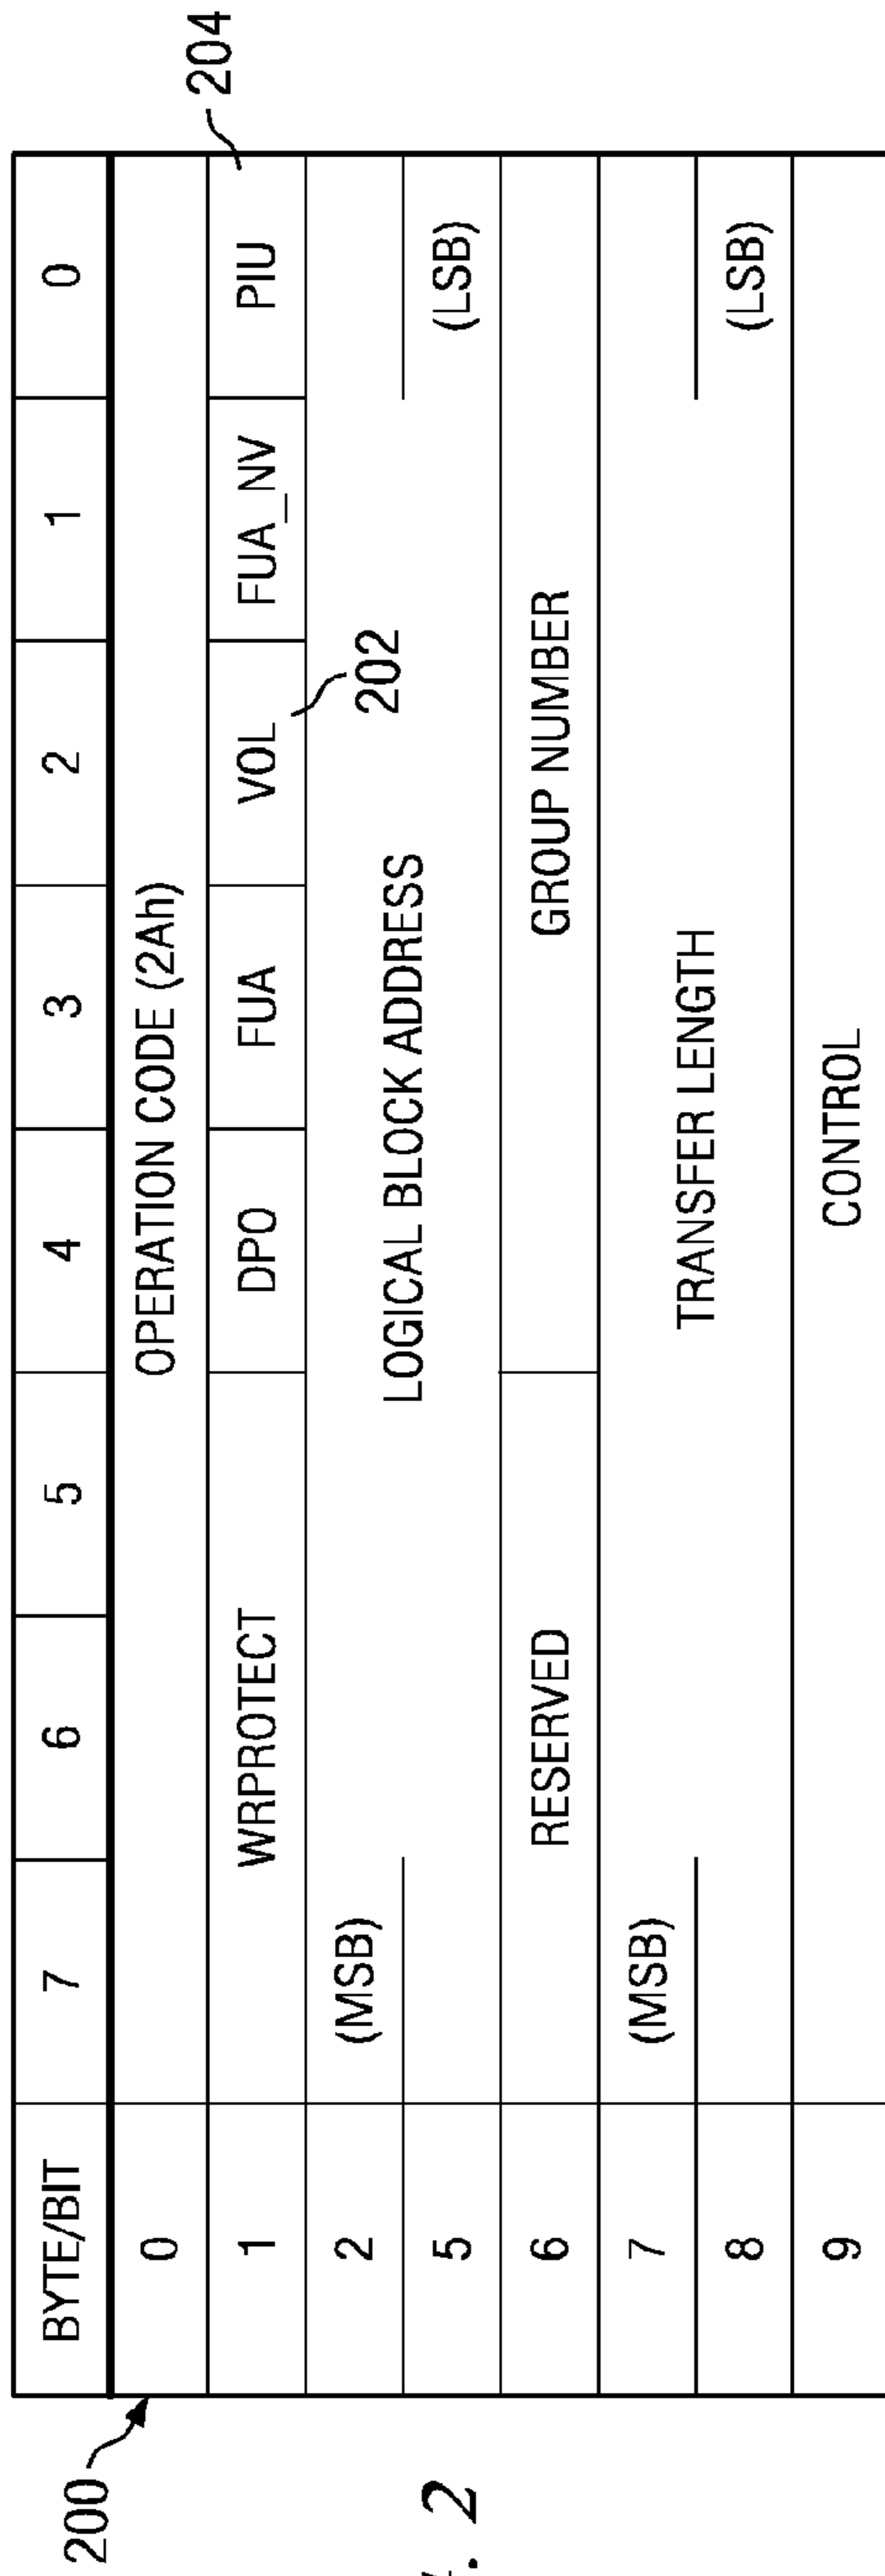 200
204
BYTE/BIT 7 6 5 4 3 2 1 0
0 OPERATION CODE (2Ah)
1 WRPROTECT DPO FUA VOL FUA_NV PIU
202
2 (MSB)
LOGICAL BLOCK ADDRESS
5 (LSB)
6 RESERVED GROUP NUMBER
7 (MSB)
TRANSFER LENGTH
8 (LSB)
9 CONTROL
. 2